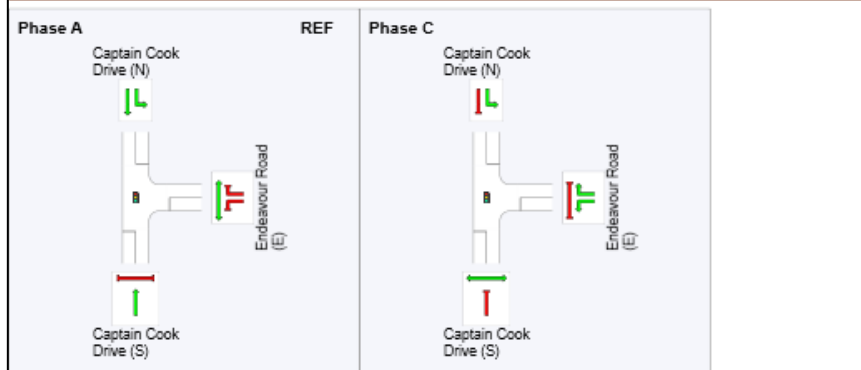 Phase A
REF
Captain Cook
Drive (N)
Endeavour Road
(E)
Captain Cook
Drive (S)
Phase C
Captain Cook
Drive (N)
Endeavour Road
(E)
Captain Cook
Drive (S)